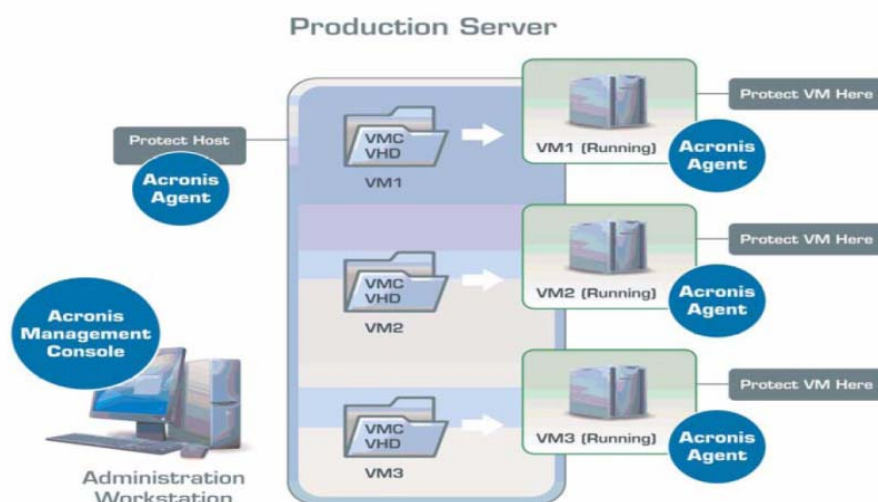 Production Server
Protect Host
Acronis
Agent
VMC
VHD
VM1
VM1 (Running)
Protect VM Here
Acronis
Agent
VMC
VHD
VM2
VM2 (Running)
Protect VM Here
Acronis
Agent
Acronis
Management
Console
VMC
VHD
VM3
VM3 (Running)
Protect VM Here
Acronis
Agent
Administration
Workstation